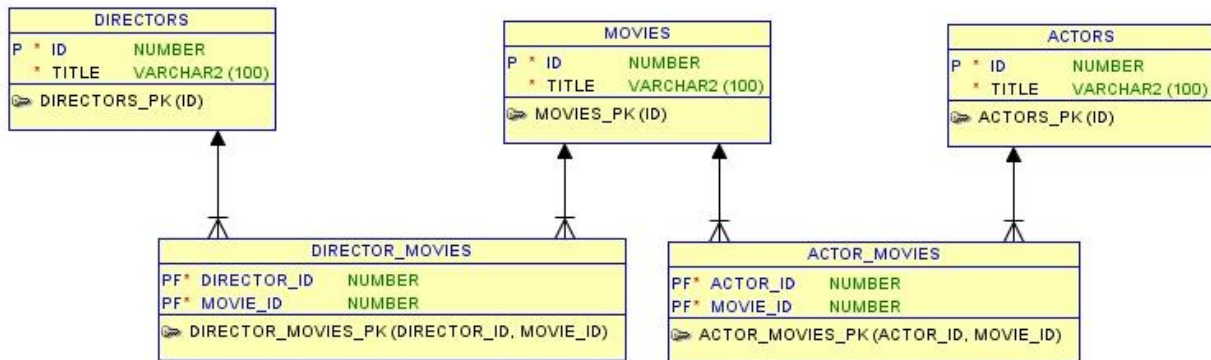 DIRECTORS
P * ID NUMBER
* TITLE VARCHAR2 (100)
DIRECTORS_PK (ID)
MOVIES
P * ID NUMBER
* TITLE VARCHAR2 (100)
MOVIES_PK (ID)
ACTORS
P * ID NUMBER
* TITLE VARCHAR2 (100)
ACTORS_PK (ID)
DIRECTOR_MOVIES
PF* DIRECTOR_ID NUMBER
PF* MOVIE_ID NUMBER
DIRECTOR_MOVIES_PK (DIRECTOR_ID, MOVIE_ID)
ACTOR_MOVIES
PF* ACTOR_ID NUMBER
PF* MOVIE_ID NUMBER
ACTOR_MOVIES_PK (ACTOR_ID, MOVIE_ID)